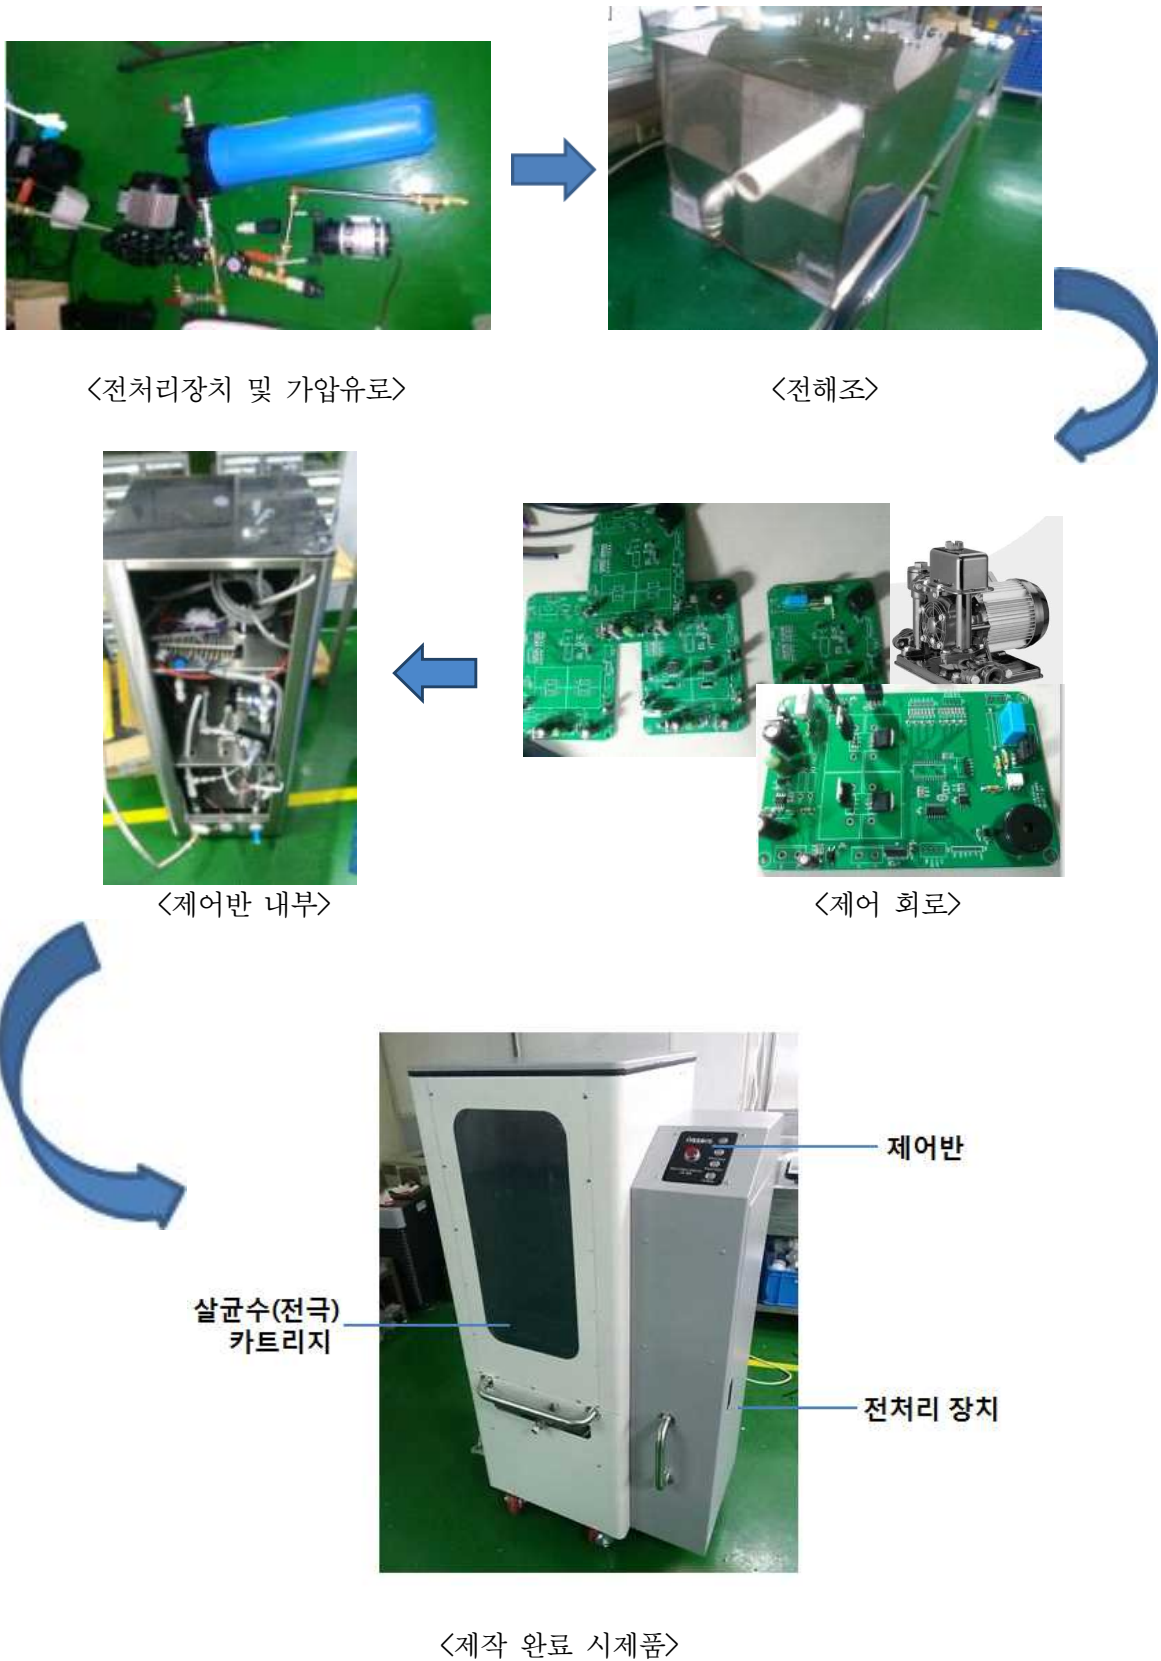 <전처리장치 및 가압유로>
<전해조>
<제어반 내부>
<제어 회로>
제어반
살균수(전극)
카트리지
전처리 장치
<제작 완료 시제품>